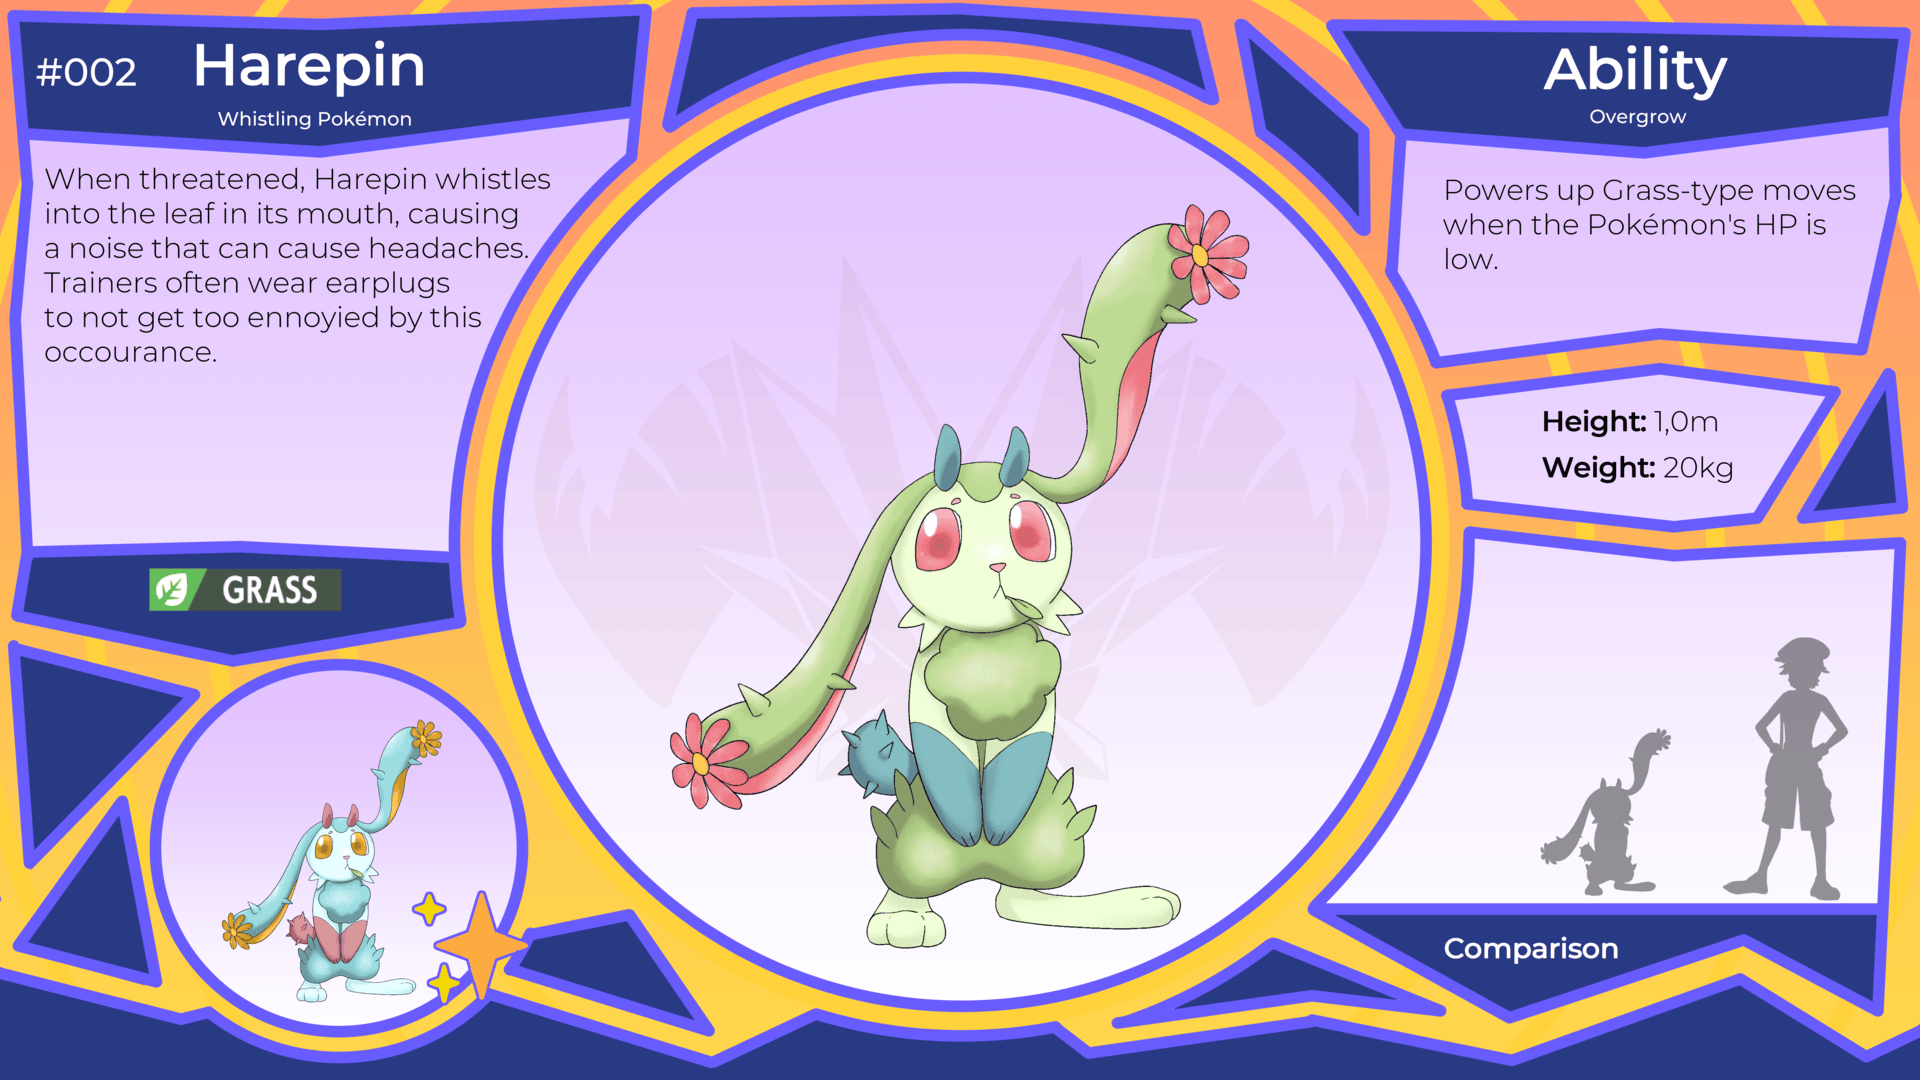 #002 Harepin
Whistling Pokémon
When threatened, Harepin whistles
into the leaf in its mouth, causing
a noise that can cause headaches.
Trainers often wear earplugs
to not get too ennoyied by this
occourance.
GRASS
Ability
Overgrow
Powers up Grass-type moves
when the Pokémon's HP is
low.
Height: 1,0m
Weight: 20kg
Comparison